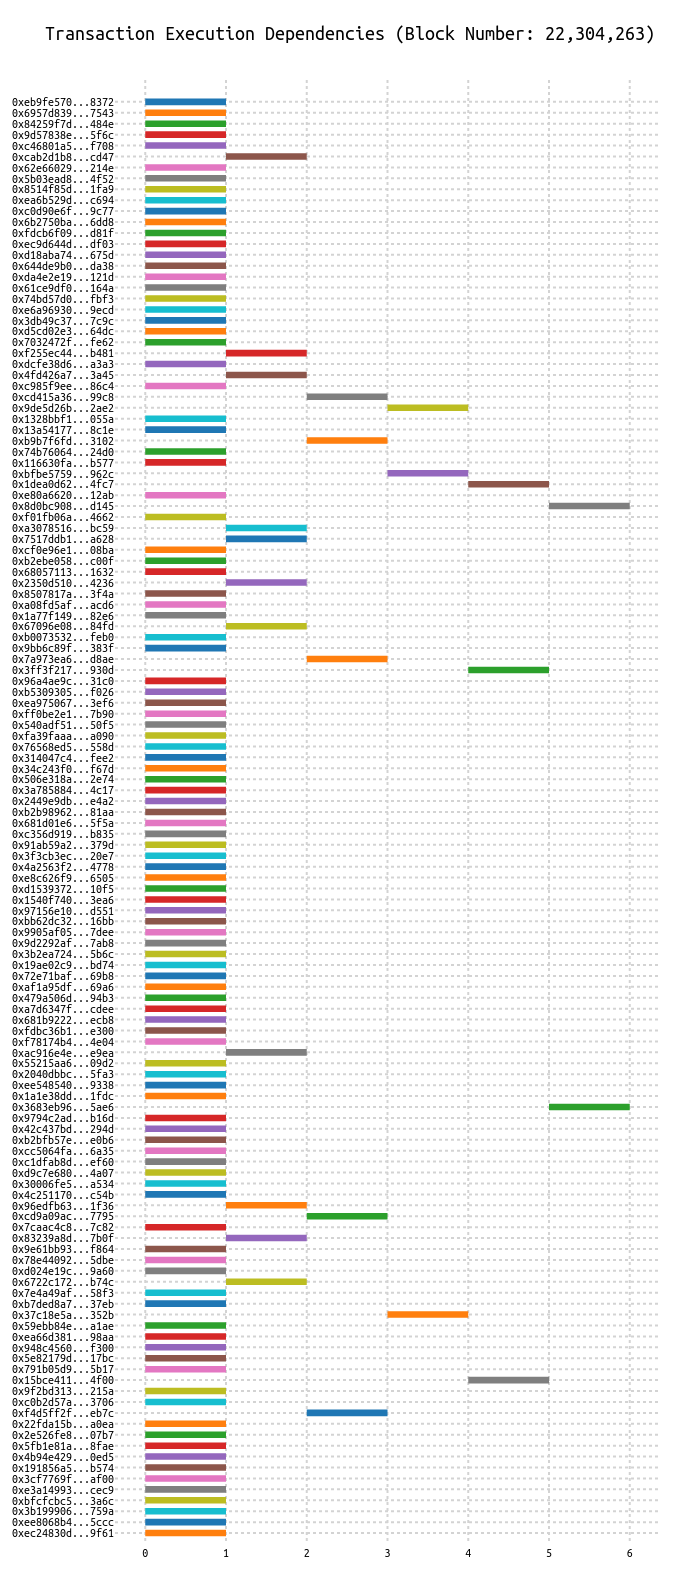 Transaction Execution Dependencies (Block Number: 22,304,263)
0xeb9fe570...8372
0x6957d839...7543
0x84259f7d...484e
0x9d57838e...5f6c
0xc46801a5...f708
0xcab2d1b8...cd47
0x62e66029...214e
0x5b03ead8...4f52
0x8514f85d...1fa9
0xea6b529d...c694
0xc0d90e6f...9c77
0x6b2750ba...6dd8
0xfdcb6f09...d81f
0xec9d644d...df03
0xd18aba74...675d
0x644de9b0...da38
0xda4e2e19...121d
0x61ce9df0...164a
0x74bd57d0...fbf3
0xe6a96930...9ecd
0x3db49c37...7c9c
0xd5cd02e3...64dc
0x7032472f...fe62
0xf255ec44...b481
0xdcfe38d6...a3a3
0x4fd426a7...3a45
0xc985f9ee...86c4
0xcd415a36...99c8
0x9de5d26b...2ae2
0x1328bbf1...055a
0x13a54177...8c1e
0xb9b7f6fd...3102
0x74b76064...24d0
0x116630fa...b577
0xbfbe5759...962c
0x1dea0d62...4fc7
0xe80a6620...12ab
0x8d0bc908...d145
0xf01fb06a...4662
0xa3078516...bc59
0x7517ddb1...a628
0xcf0e96e1...08ba
0xb2ebe058...c00f
0x68057113...1632
0x2350d510...4236
0x8507817a...3f4a
0xa08fd5af...acd6
0x1a77f149...82e6
0x67096e08...84fd
0xb0073532...feb0
0x9bb6c89f...383f
0x7a973ea6...d8ae
0x3ff3f217...930d
0x96a4ae9c...31c0
0xb5309305...f026
0xea975067...3ef6
0xff0be2e1...7b90
0x540adf51...50f5
0xfa39faaa...a090
0x76568ed5...558d
0x314047c4...fee2
0x34c243f0...f67d
0x506e318a...2e74
0x3a785884...4c17
0x2449e9db...e4a2
0xb2b98962...81aa
0x681d01e6...5f5a
0xc356d919...b835
0x91ab59a2...379d
0x3f3cb3ec...20e7
0x4a2563f2...4778
0xe8c626f9...6505
0xd1539372...10f5
0x1540f740...3ea6
0x97156e10...d551
0xbb62dc32...16bb
0x9905af05...7dee
0x9d2292af...7ab8
0x3b2ea724...5b6c
0x19ae02c9...bd74
0x72e71baf...69b8
0xaf1a95df...69a6
0x479a506d...94b3
0xa7d6347f...cdee
0x681b9222...ecb8
0xfdbc36b1...e300
0xf78174b4...4e04
0xac916e4e...e9ea
0x55215aa6...09d2
0x2040dbbc...5fa3
0xee548540...9338
0x1a1e38dd...1fdc
0x3683eb96...5ae6
0x9794c2ad...b16d
0x42c437bd...294d
0xb2bfb57e...e0b6
0xcc5064fa...6a35
0xc1dfab8d...ef60
0xd9c7e680...4a07
0x30006fe5...a534
0x4c251170...c54b
0x96edfb63...1f36
0xcd9a09ac...7795
0x7caac4c8...7c82
0x83239a8d...7b0f
0x9e61bb93...f864
0x78e44092...5dbe
0xd024e19c...9a60
0x6722c172...b74c
0x7e4a49af...58f3
0xb7ded8a7...37eb
0x37c18e5a...352b
0x59ebb84e...a1ae
0xea66d381...98aa
0x948c4560...f300
0x5e82179d...17bc
0x791b05d9...5b17
0x15bce411...4f00
0x9f2bd313...215a
0xc0b2d57a...3706
0xf4d5ff2f...eb7c
0x22fda15b...a0ea
0x2e526fe8...07b7
0x5fb1e81a...8fae
0x4b94e429...0ed5
0x191856a5...b574
0x3cf7769f...af00
0xe3a14993...cec9
0xbfcfcbc5...3a6c
0x3b199906...759a
0xee8068b4...5ccc
0xec24830d...9f61
0 1 2 3 4 5 6